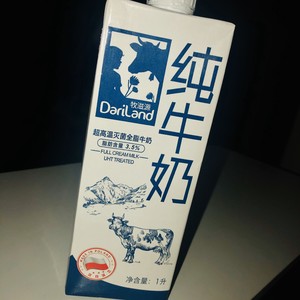 牧滋源
DariLand
纯牛奶
超高温灭菌全脂牛奶
脂肪含量 3.5%
FULL CREAM MILK
UHT TREATED
净含量：1升